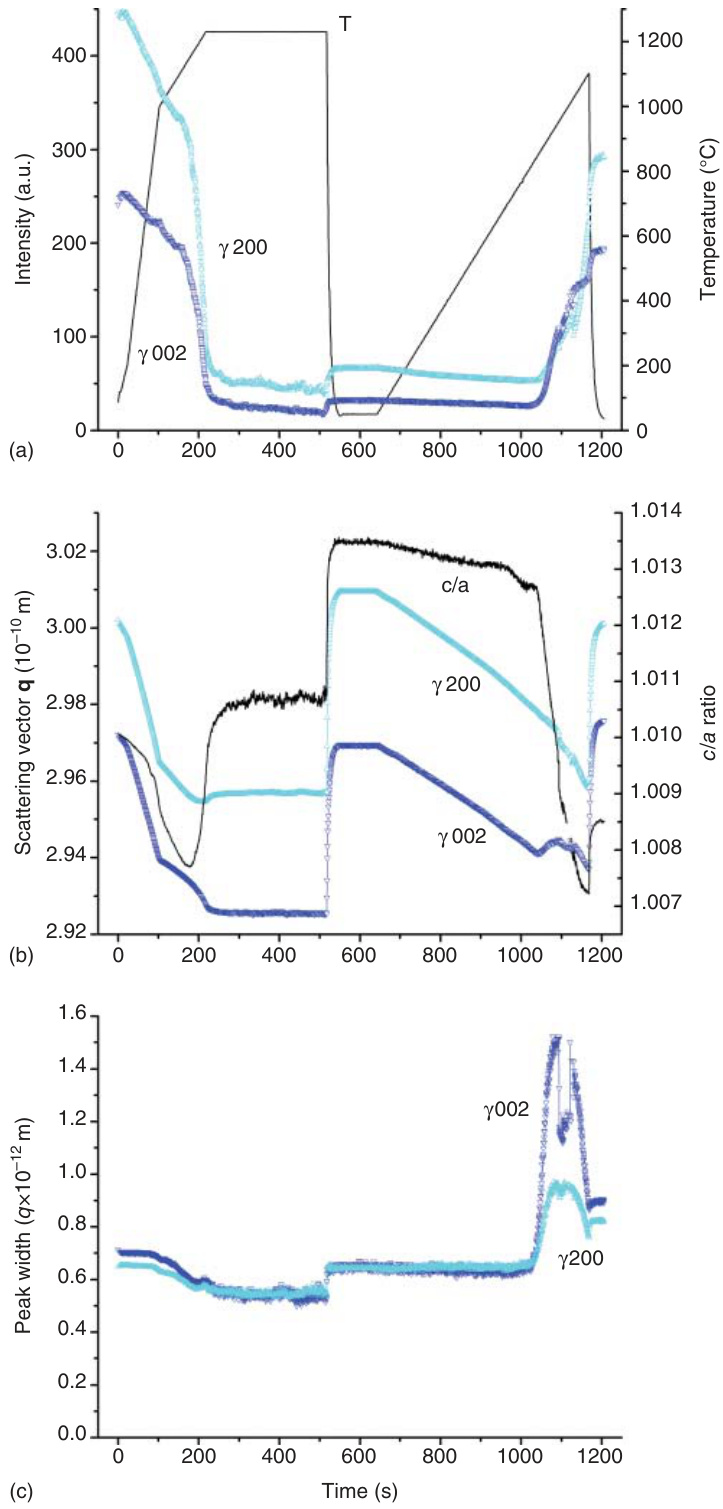 T
400
300
200
100
0
Intensity (a.u.)
1200
1000
800
600
400
200
0
Temperature (°C)
γ 200
γ 002
0 200 400 600 800 1000 1200
(a)
3.02
3.00
2.98
2.96
2.94
2.92
Scattering vector q (10⁻¹⁰ m)
1.014
1.013
1.012
1.011
1.010
1.009
1.008
1.007
c/a ratio
c/a
γ 200
γ 002
0 200 400 600 800 1000 1200
(b)
1.6
1.4
1.2
1.0
0.8
0.6
0.4
0.2
0.0
Peak width (q×10⁻¹² m)
γ002
γ200
0 200 400 600 800 1000 1200
(c)
Time (s)